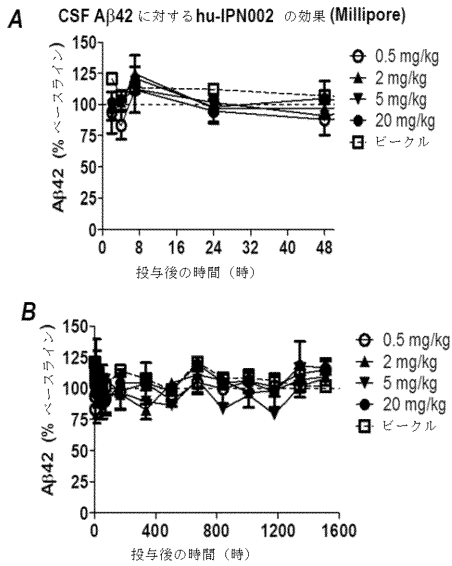 A
CSF Aβ42 に対するhu-IPN002 の効果 (Millipore)
Aβ42 (% ベースライン)
150
125
100
75
50
25
0
0 8 16 24 32 40 48
投与後の時間（時）
0.5 mg/kg
2 mg/kg
5 mg/kg
20 mg/kg
ビークル
B
Aβ42 (% ベースライン)
150
125
100
75
50
25
0
0 400 800 1200 1600
投与後の時間（時）
0.5 mg/kg
2 mg/kg
5 mg/kg
20 mg/kg
ビークル